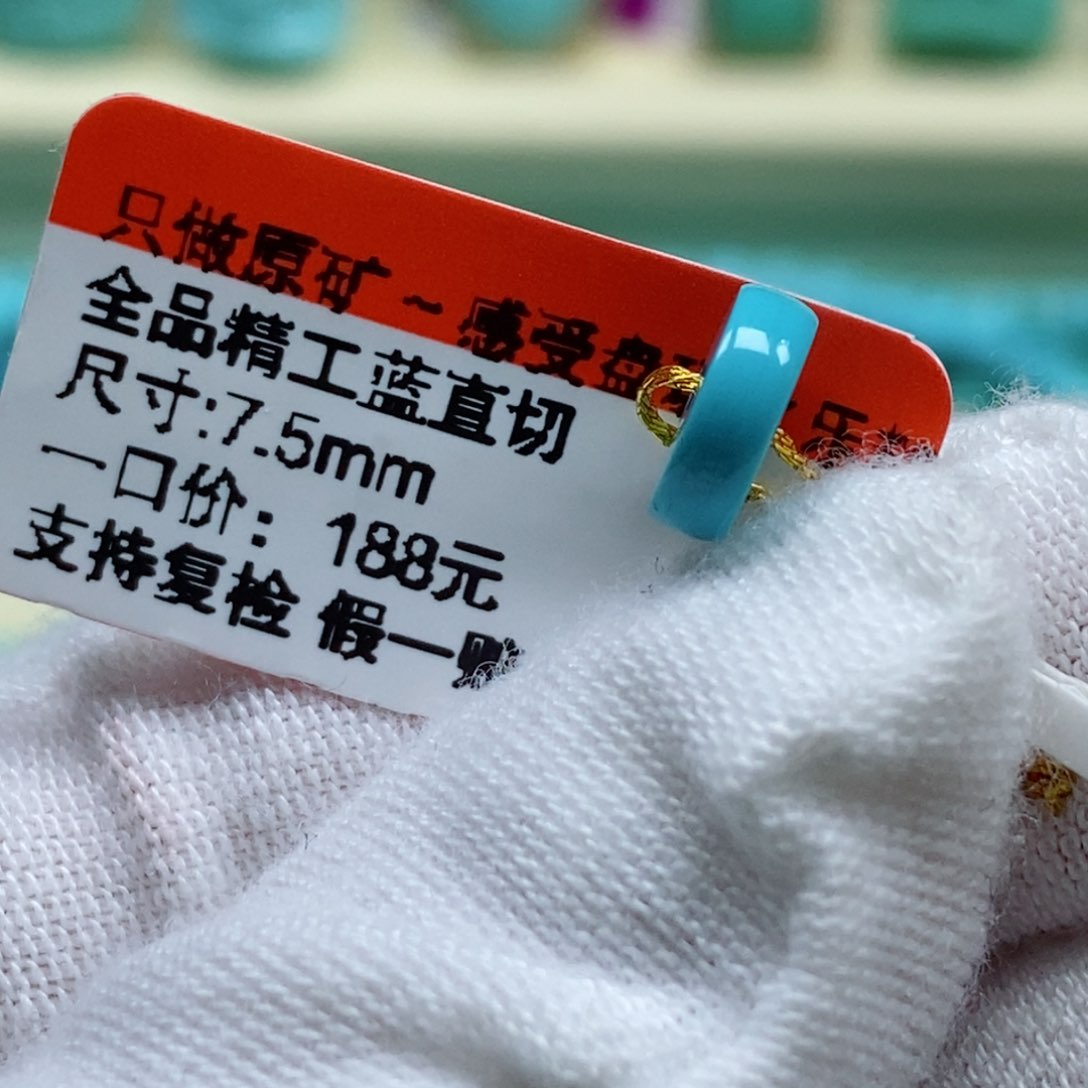 只做原矿~感受盘
全品精工蓝直切
尺寸:7.5mm
一口价：188元
支持复检 假一